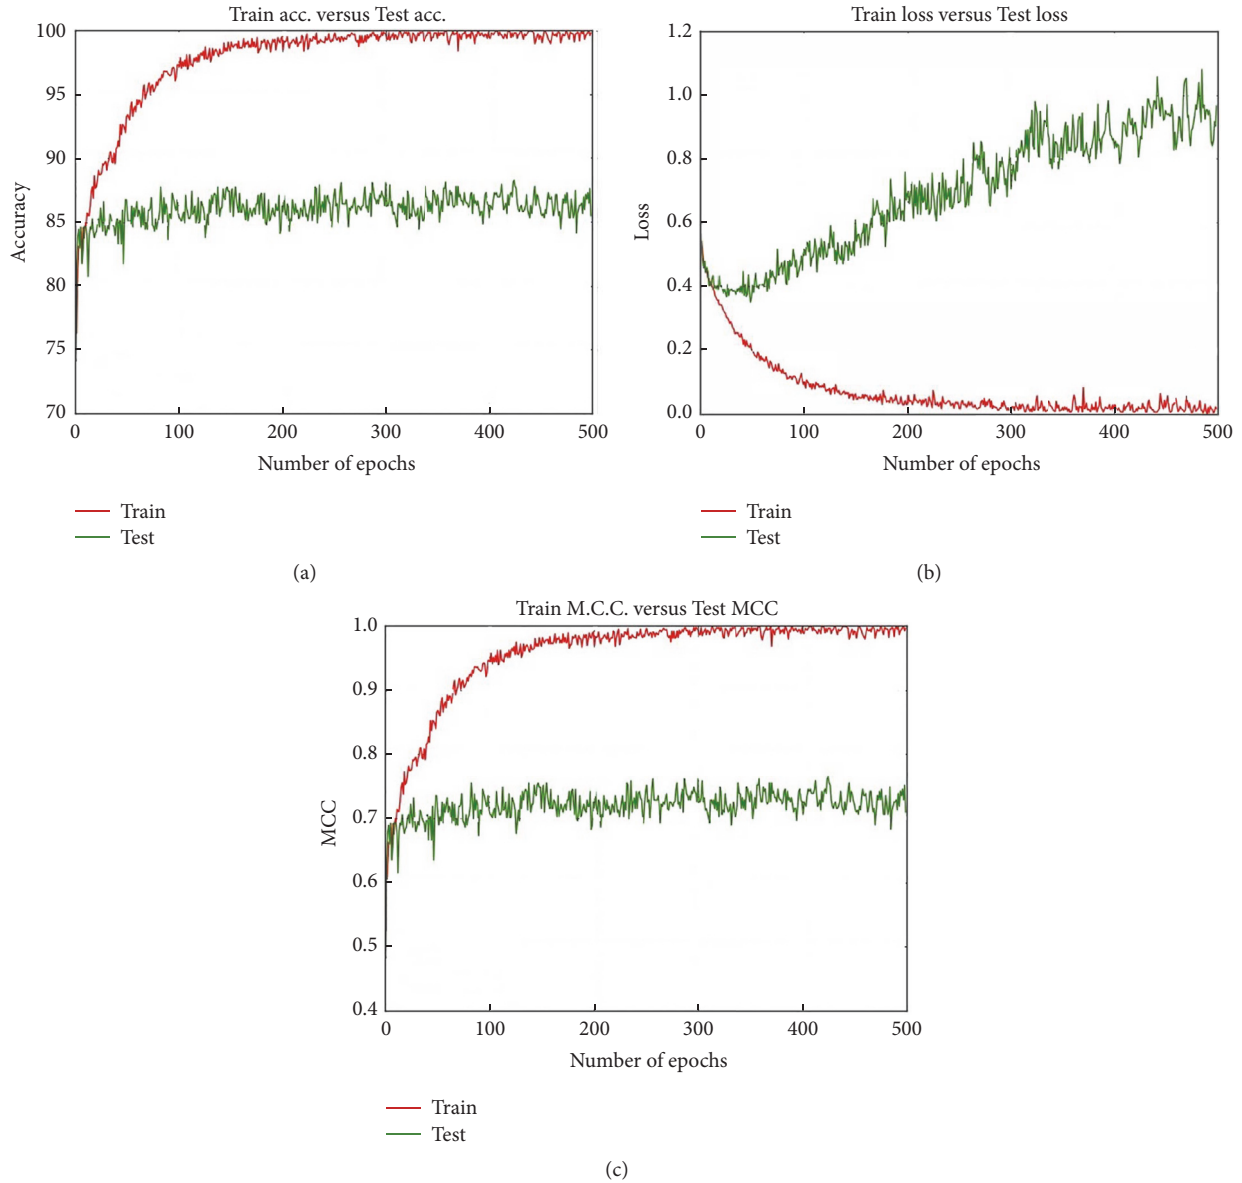 Train acc. versus Test acc.
100
95
90
85
80
75
70
Accuracy
0 100 200 300 400 500
Number of epochs
Train
Test
(a)
Train loss versus Test loss
1.2
1.0
0.8
0.6
0.4
0.2
0.0
Loss
0 100 200 300 400 500
Number of epochs
Train
Test
(b)
Train M.C.C. versus Test MCC
1.0
0.9
0.8
0.7
0.6
0.5
0.4
MCC
0 100 200 300 400 500
Number of epochs
Train
Test
(c)